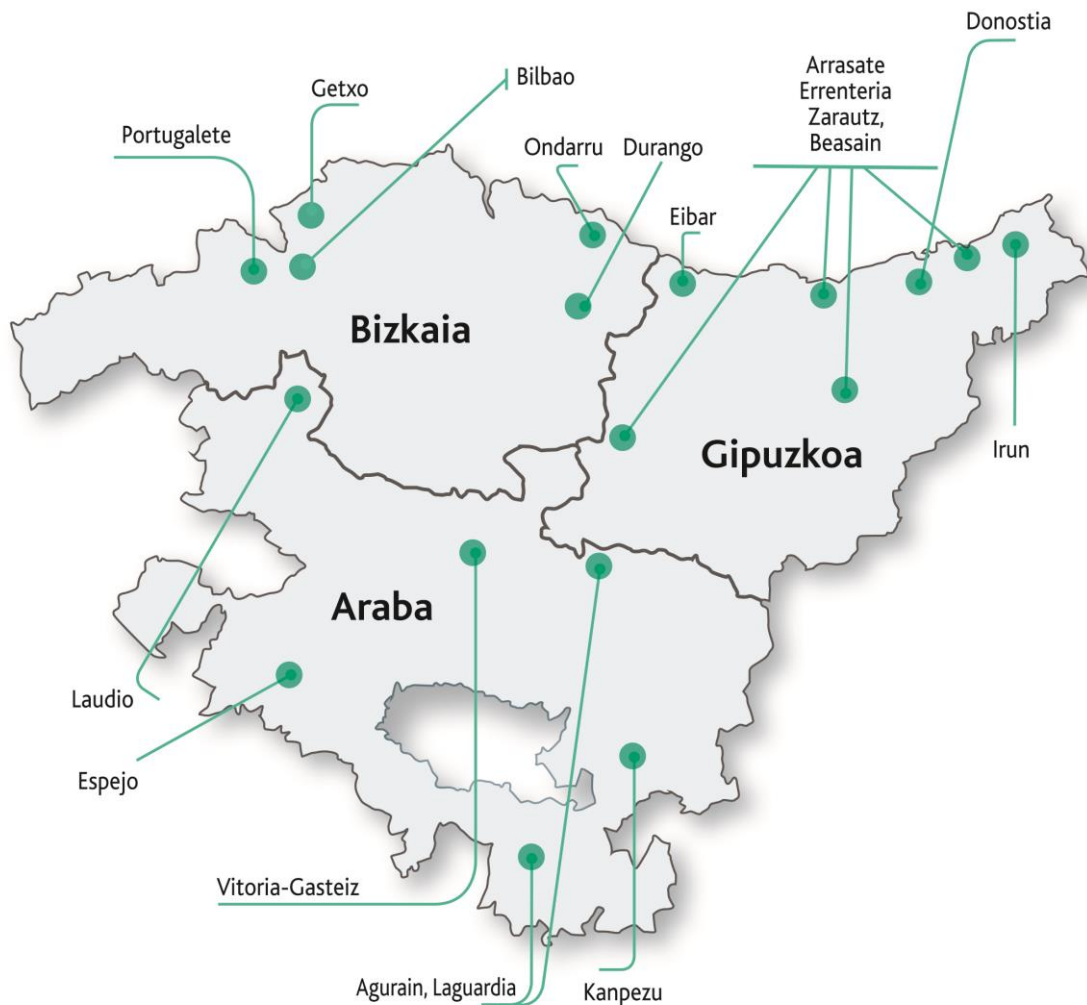 Donostia
Arrasate
Errenteria
Zarautz,
Beasain
Getxo
Bilbao
Portugalete
Ondarru
Durango
Eibar
Bizkaia
Gipuzkoa
Irun
Araba
Laudio
Espejo
Vitoria-Gasteiz
Agurain, Laguardia
Kanpezu